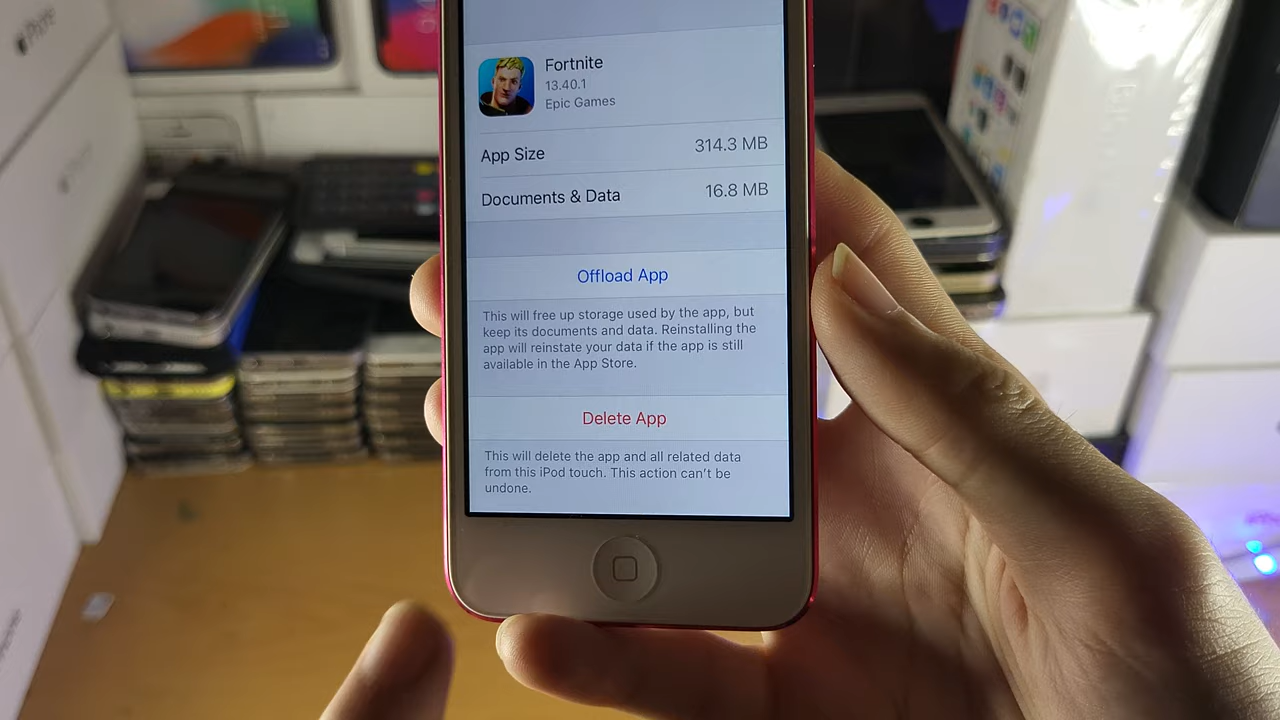 iPhone
Fortnite
13.40.1
Epic Games
App Size 314.3 MB
Documents & Data 16.8 MB
Offload App
This will free up storage used by the app, but
keep its documents and data. Reinstalling the
app will reinstate your data if the app is still
available in the App Store.
Delete App
This will delete the app and all related data
from this iPod touch. This action can't be
undone.